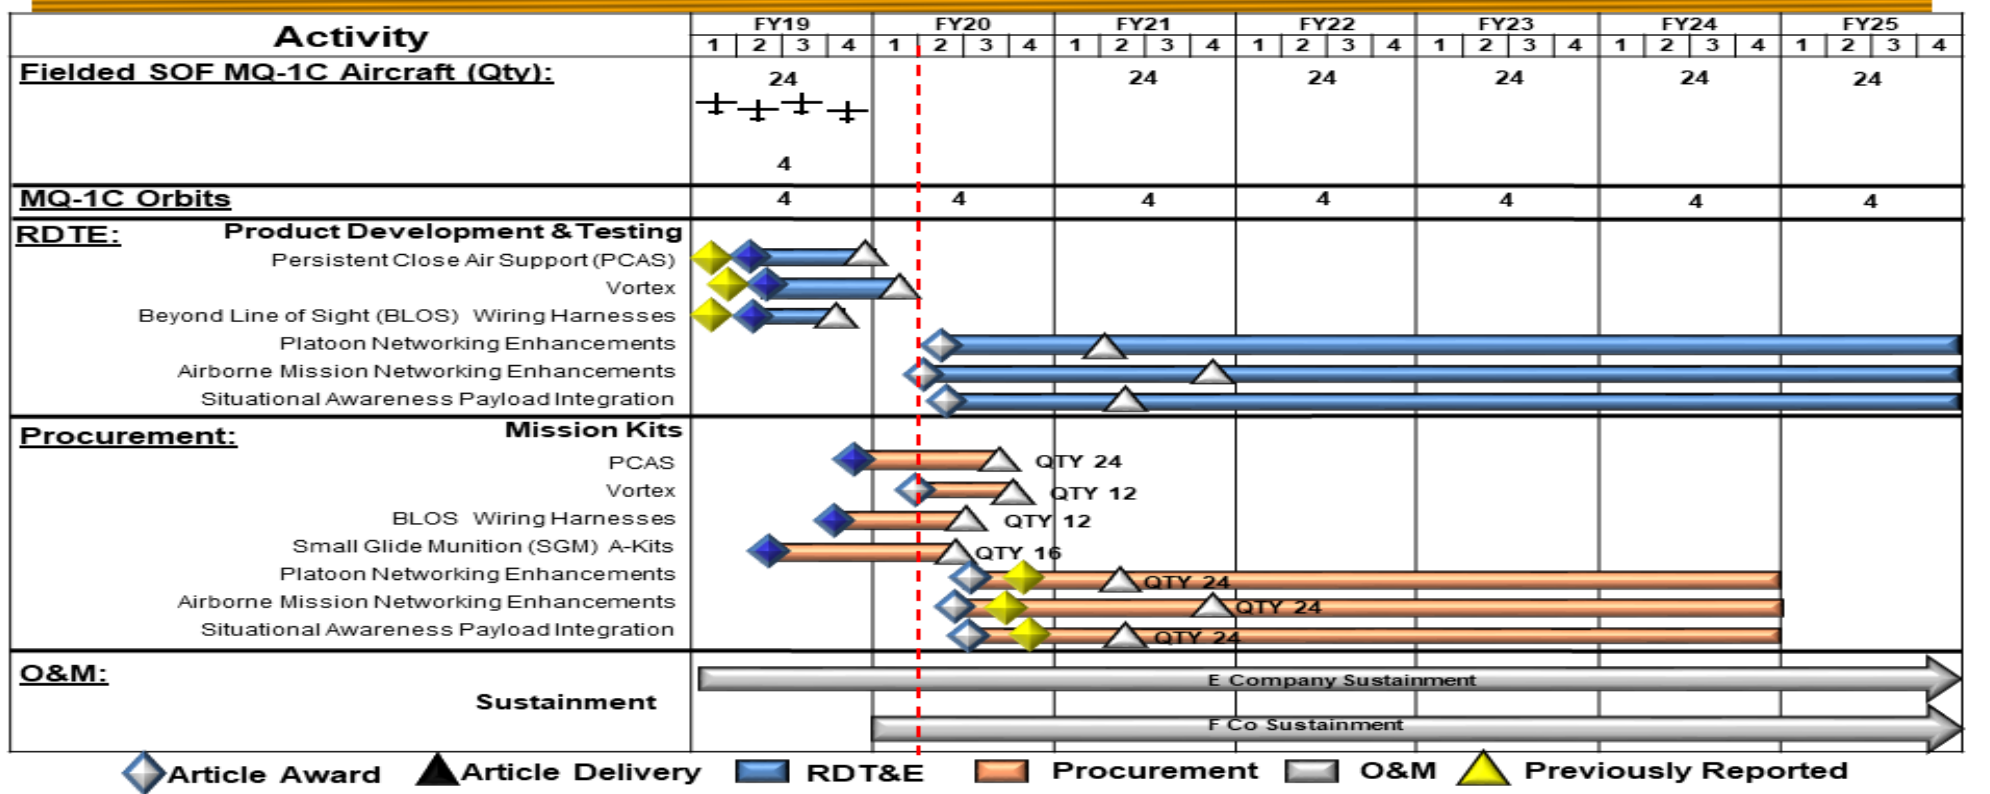 Activity FY19 FY20 FY21 FY22 FY23 FY24 FY25
1 2 3 4 1 2 3 4 1 2 3 4 1 2 3 4 1 2 3 4 1 2 3 4 1 2 3 4
Fielded SOF MQ-1C Aircraft (Qty): 24 24 24 24 24 24
4
MQ-1C Orbits 4 4 4 4 4 4 4
RDTE: Product Development & Testing
Persistent Close Air Support (PCAS)
Vortex
Beyond Line of Sight (BLOS) Wiring Harnesses
Platoon Networking Enhancements
Airborne Mission Networking Enhancements
Situational Awareness Payload Integration
Procurement: Mission Kits
PCAS QTY 24
Vortex QTY 12
BLOS Wiring Harnesses QTY 12
Small Glide Munition (SGM) A-Kits QTY 16
Platoon Networking Enhancements QTY 24
Airborne Mission Networking Enhancements QTY 24
Situational Awareness Payload Integration QTY 24
O&M: E Company Sustainment
Sustainment
F Co Sustainment
Article Award Article Delivery RDT&E Procurement O&M Previously Reported